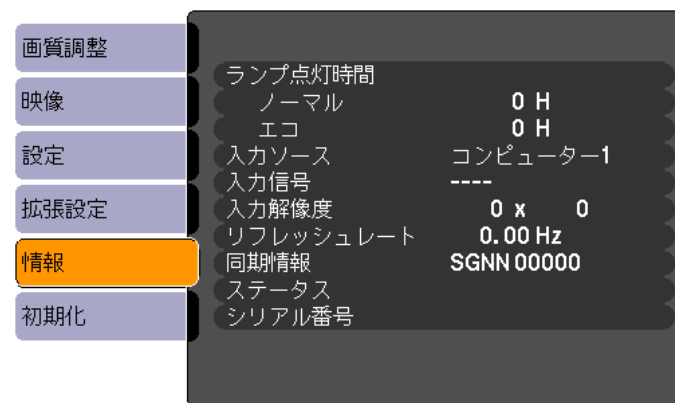 画質調整
映像
設定
拡張設定
情報
初期化
ランプ点灯時間
ノーマル 0 H
エコ 0 H
入力ソース コンピューター1
入力信号 ----
入力解像度 0 x 0
リフレッシュレート 0.00 Hz
同期情報 SGNN 00000
ステータス
シリアル番号